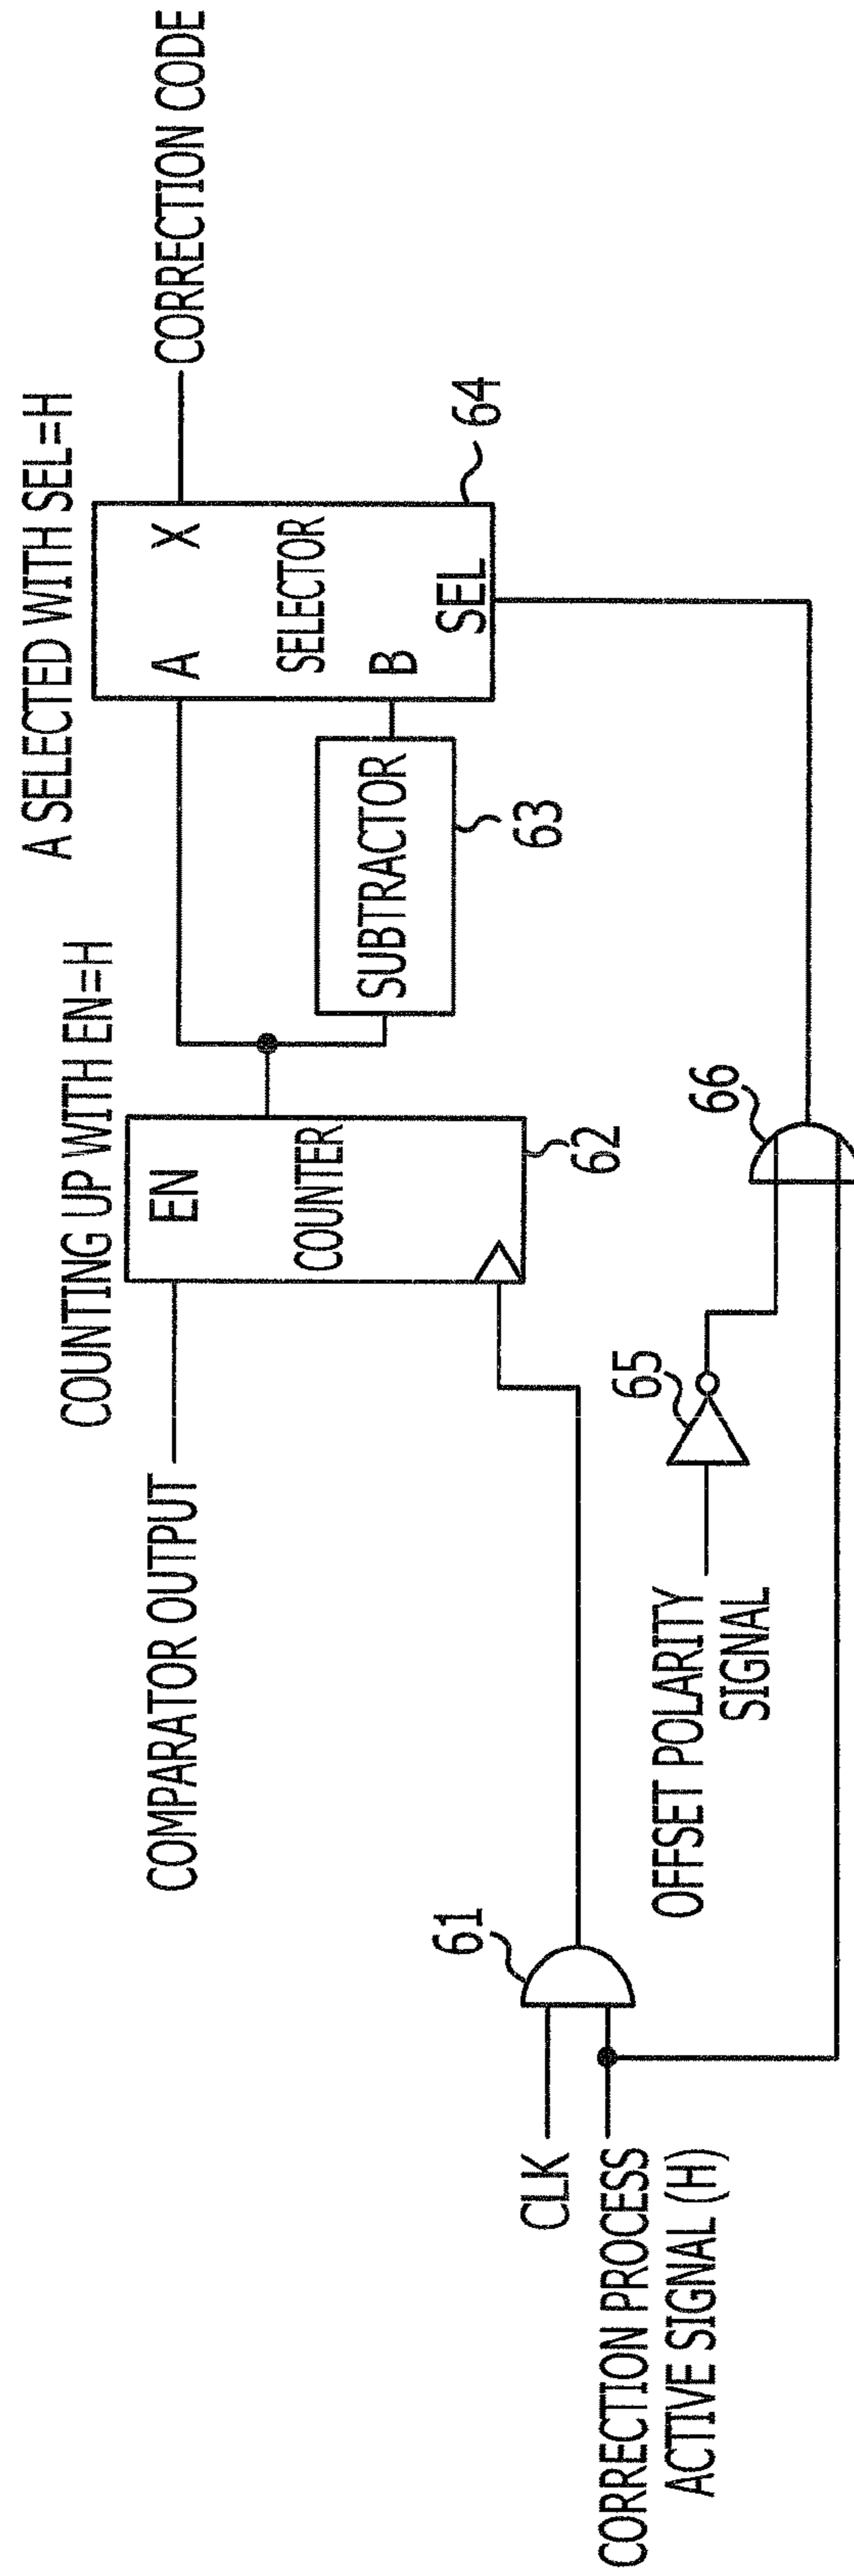 COUNTING UP WITH EN=H
A SELECTED WITH SEL=H
COMPARATOR OUTPUT
EN
COUNTER
62
A
X
SELECTOR
B
SEL
64
CORRECTION CODE
SUBTRACTOR
63
CLK
61
CORRECTION PROCESS
ACTIVE SIGNAL (H)
OFFSET POLARITY
SIGNAL
65
66